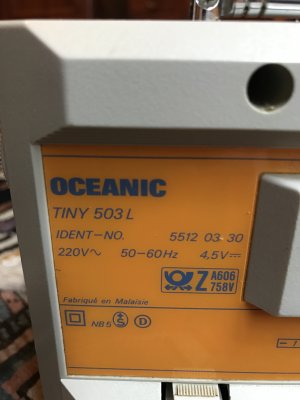 OCEANIC
TINY 503 L
IDENT-NO. 5512 03 30
220V~ 50-60Hz 4,5V⎓
Z A606
758V
Fabriqué en Malaisie
NB5 S D